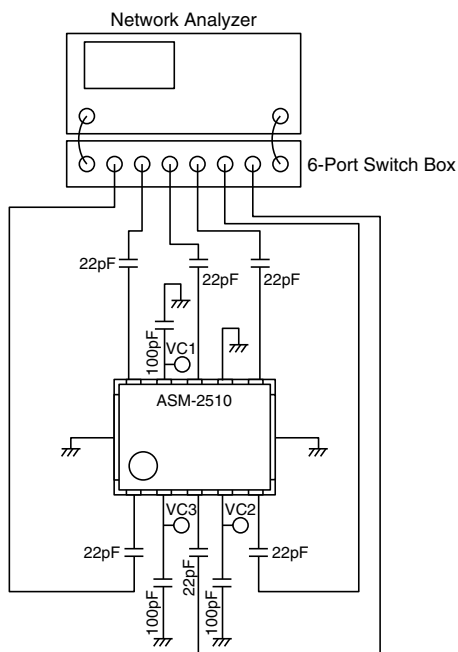 Network Analyzer
6-Port Switch Box
22pF
22pF
22pF
100pF
VC1
ASM-2510
VC3
VC2
22pF
22pF
22pF
100pF
100pF